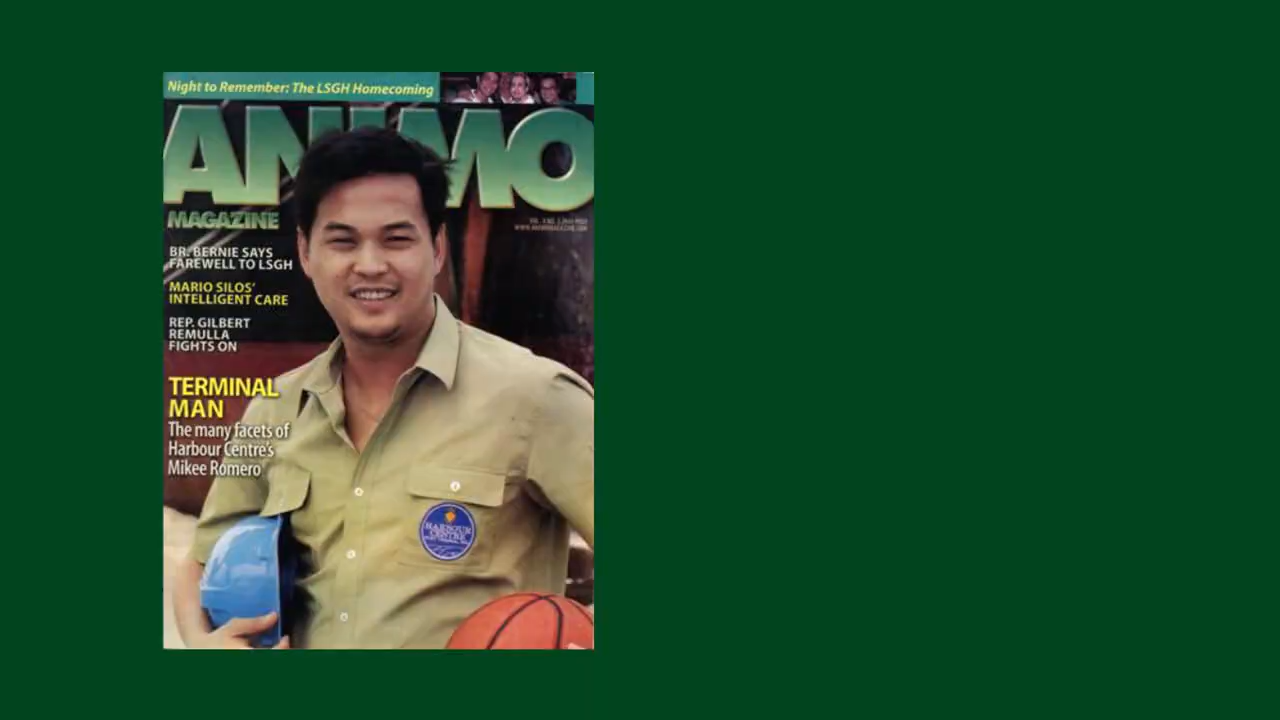 Night to Remember: The LSGH Homecoming
ANIMO
MAGAZINE
BR. BERNIE SAYS
FAREWELL TO LSGH
MARIO SILOS'
INTELLIGENT CARE
REP. GILBERT
REMULLA
FIGHTS ON
TERMINAL
MAN
The many facets of
Harbour Centre's
Mikee Romero
HARBOUR
CENTRE